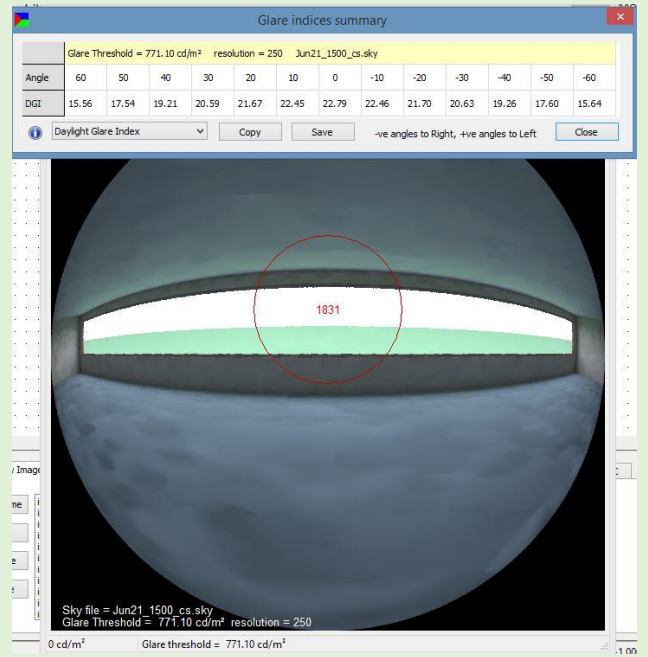 Glare indices summary
Glare Threshold = 771.10 cd/m² resolution = 250 Jun21_1500_cs.sky
Angle 60 50 40 30 20 10 0 -10 -20 -30 -40 -50 -60
DGI 15.56 17.54 19.21 20.59 21.67 22.45 22.79 22.46 21.70 20.63 19.26 17.60 15.64
Daylight Glare Index Copy Save -ve angles to Right, +ve angles to Left Close
1831
Image
Sky file = Jun21_1500_cs.sky
Glare Threshold = 771.10 cd/m² resolution = 250
0 cd/m² Glare threshold = 771.10 cd/m²